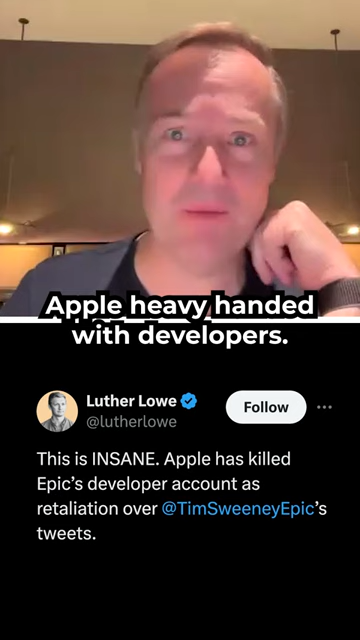 Apple heavy handed
with developers.
Luther Lowe
@lutherlowe
Follow
This is INSANE. Apple has killed
Epic's developer account as
retaliation over @TimSweeneyEpic's
tweets.